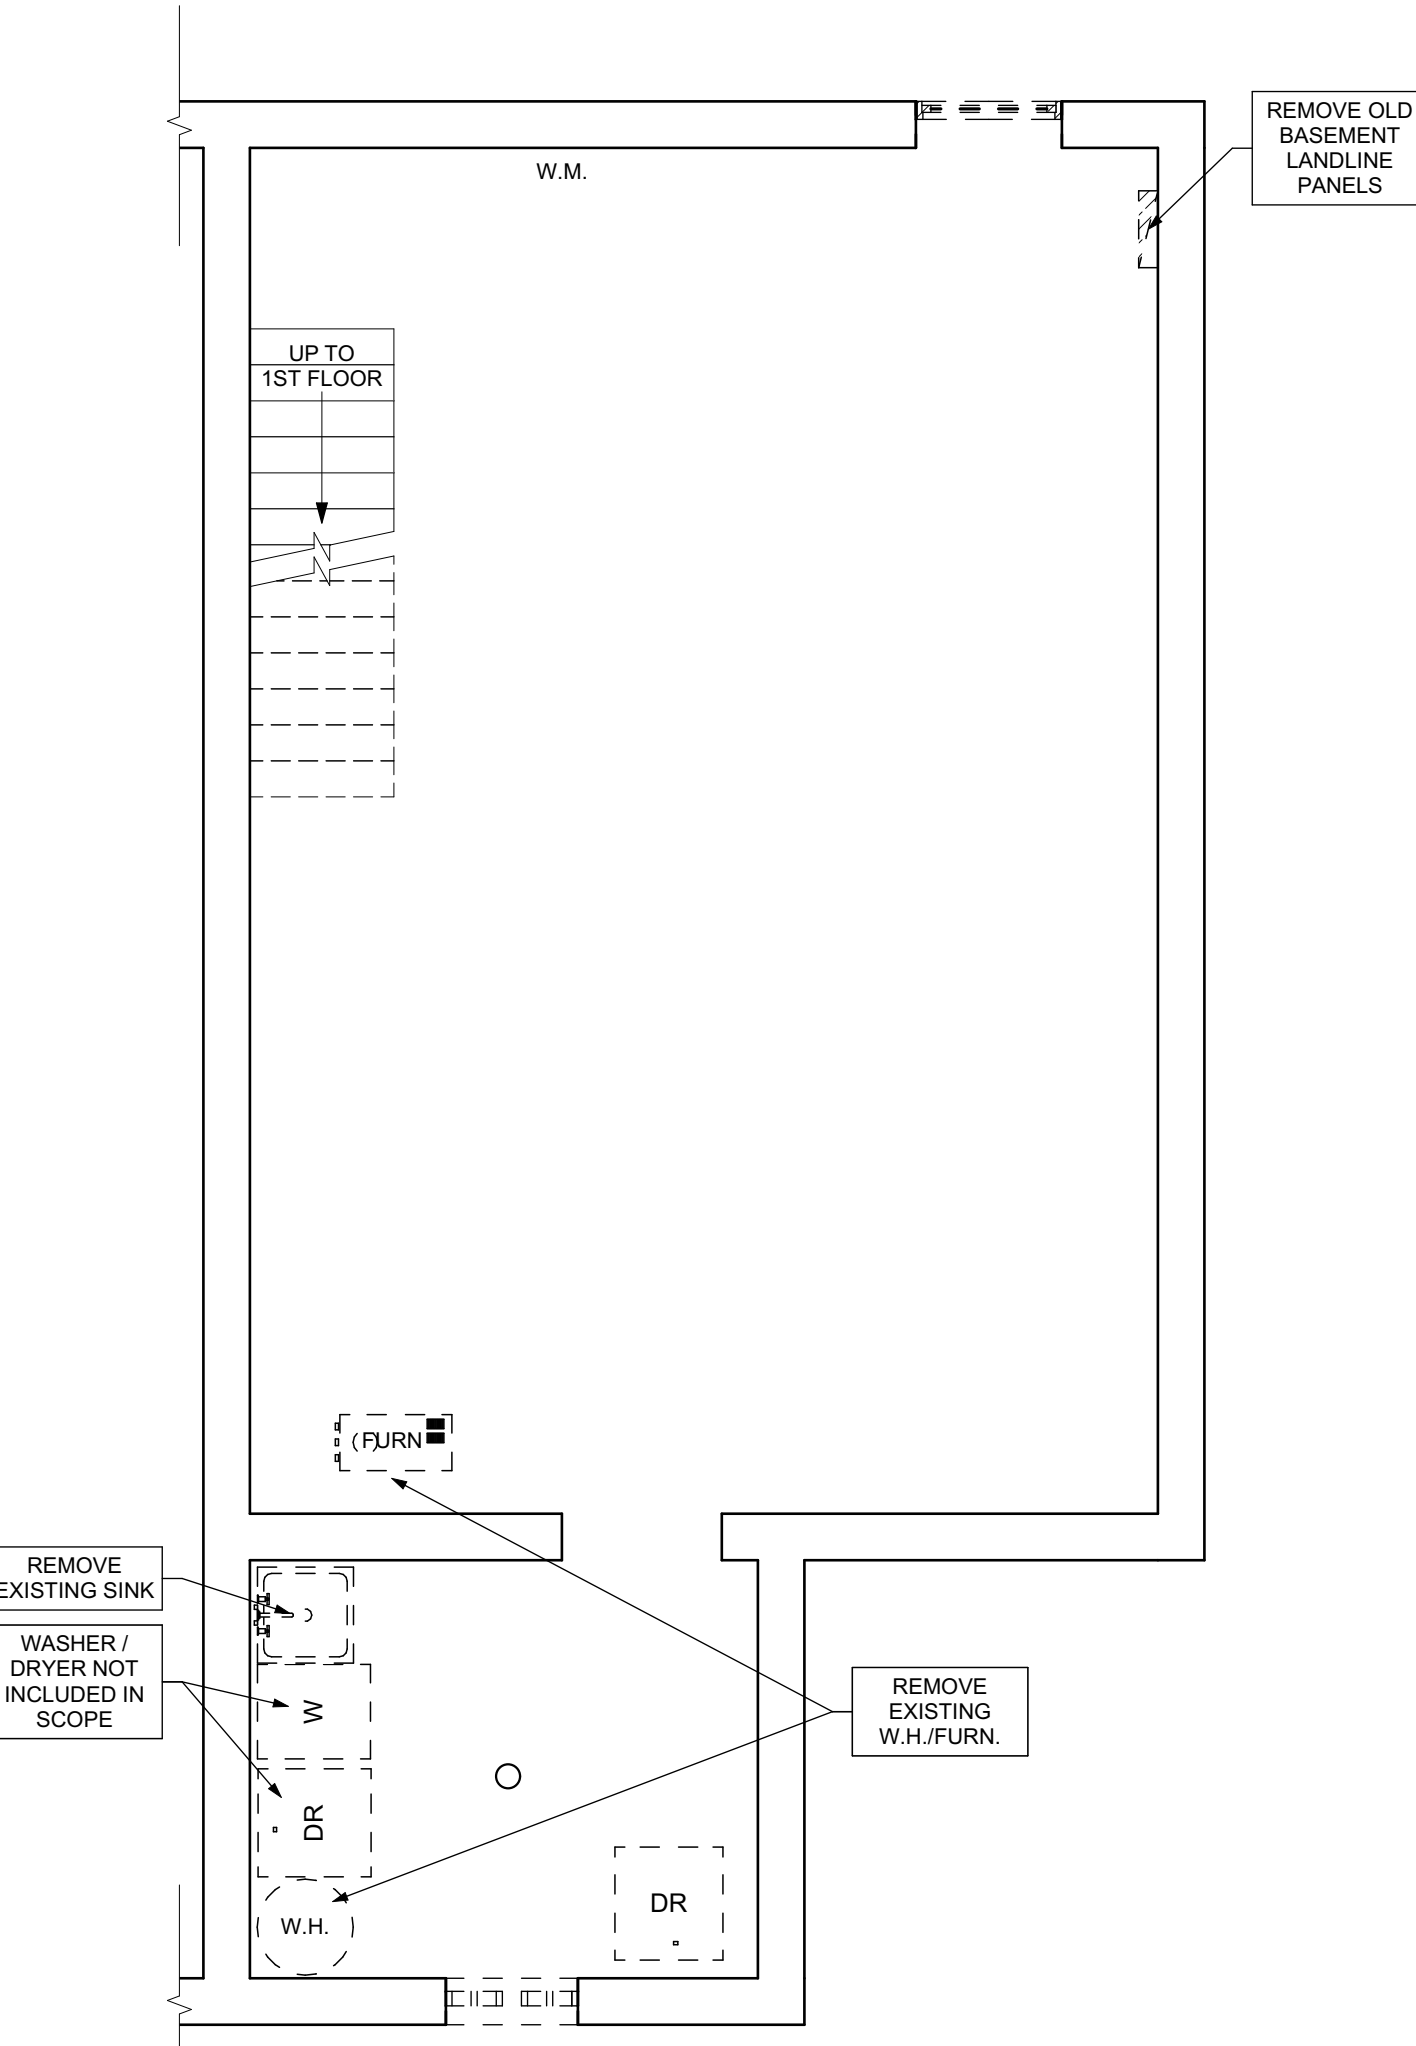 REMOVE OLD
BASEMENT
LANDLINE
PANELS
W.M.
UP TO
1ST FLOOR
FURN
REMOVE
EXISTING SINK
WASHER /
DRYER NOT
INCLUDED IN
SCOPE
W
DR
W.H.
DR
REMOVE
EXISTING
W.H./FURN.